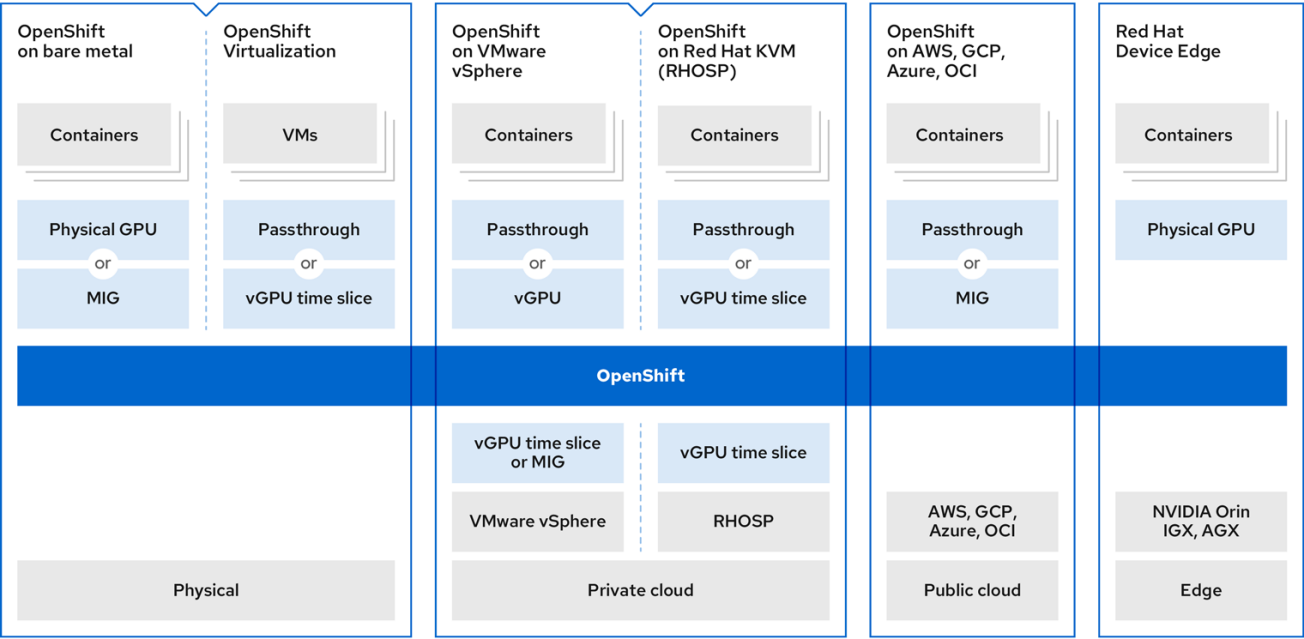 OpenShift
on bare metal
OpenShift
Virtualization
OpenShift
on VMware
vSphere
OpenShift
on Red Hat KVM
(RHOSP)
OpenShift
on AWS, GCP,
Azure, OCI
Red Hat
Device Edge
Containers
VMs
Containers
Containers
Containers
Containers
Physical GPU
Passthrough
Passthrough
Passthrough
Passthrough
Physical GPU
or
or
or
or
or
MIG
vGPU time slice
vGPU
vGPU time slice
MIG
OpenShift
vGPU time slice
or MIG
vGPU time slice
VMware vSphere
RHOSP
AWS, GCP,
Azure, OCI
NVIDIA Orin
IGX, AGX
Physical
Private cloud
Public cloud
Edge